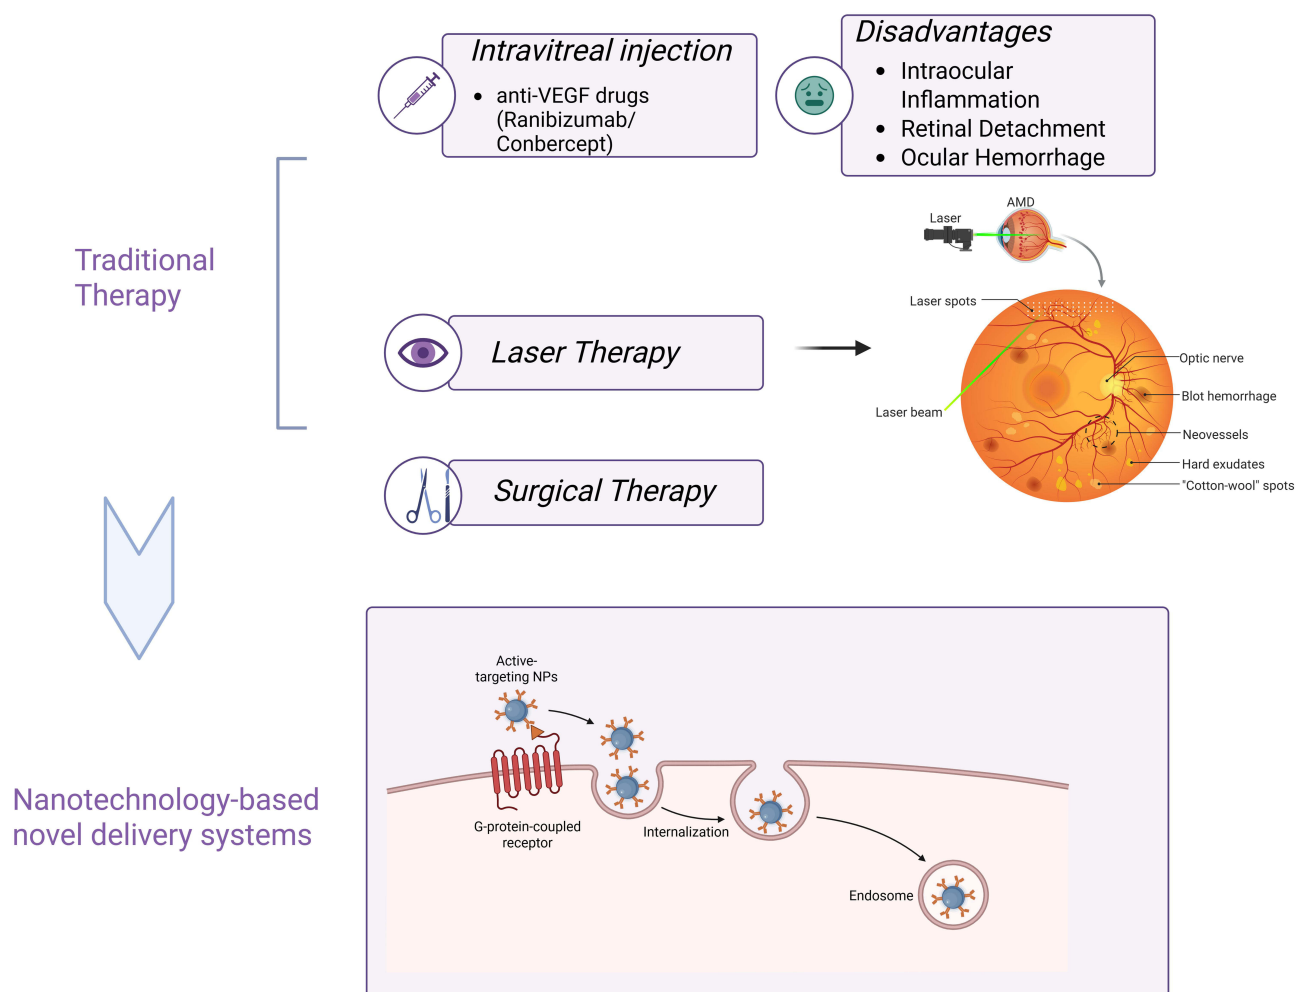 Intravitreal injection
• anti-VEGF drugs
(Ranibizumab/
Conbercept)
Disadvantages
• Intraocular
Inflammation
• Retinal Detachment
• Ocular Hemorrhage
Traditional
Therapy
AMD
Laser
Laser spots
Optic nerve
Blot hemorrhage
Laser beam
Neovessels
Hard exudates
"Cotton-wool" spots
Laser Therapy
Surgical Therapy
Nanotechnology-based
novel delivery systems
Active-
targeting NPs
G-protein-coupled
receptor
Internalization
Endosome